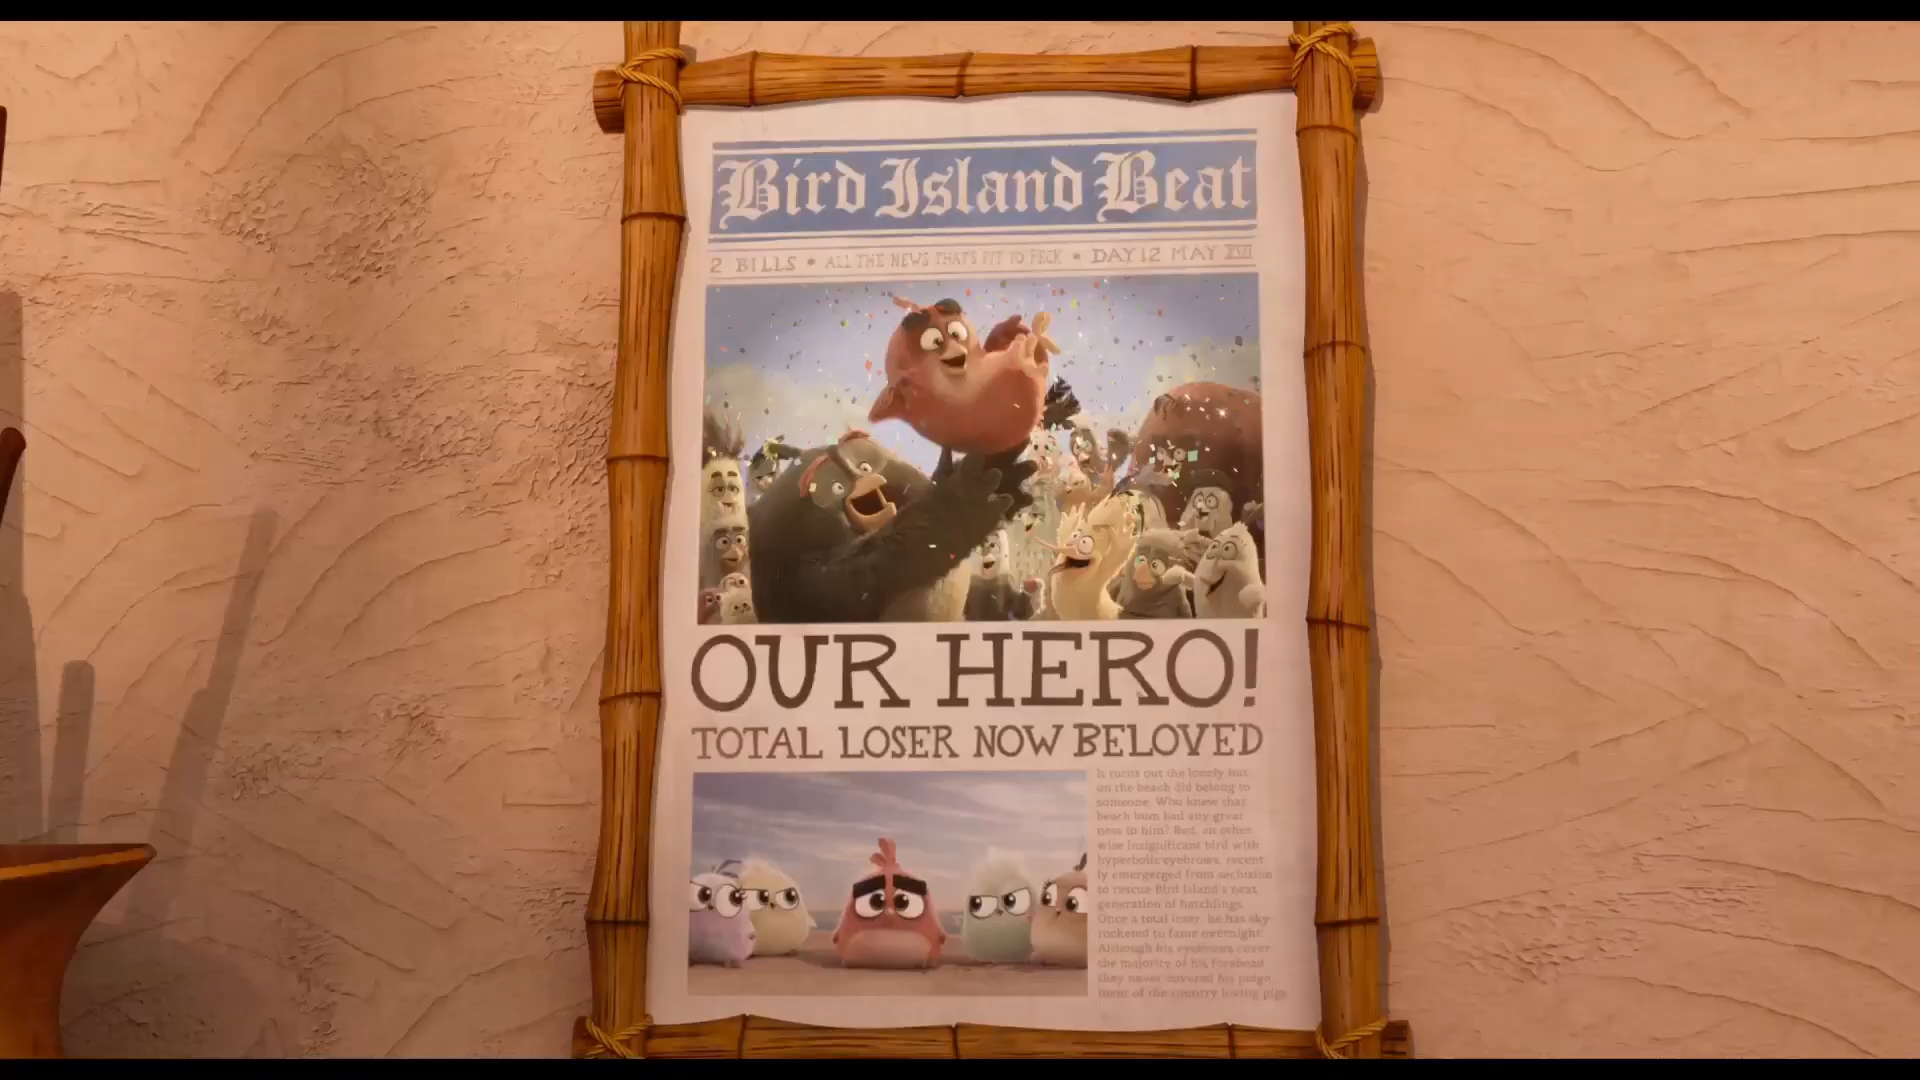 Bird Island Beat
2 BILLS • ALL THE NEWS THAT'S FIT TO PECK • DAY 12 MAY XVI
OUR HERO!
TOTAL LOSER NOW BELOVED
It turns out the lonely hut
on the beach did belong to
someone. Who knew that
beach bum had any great
ness in him? Red, an other
wise insignificant bird with
hyperbolic eyebrows, recent
ly emergerged from seclusion
to rescue Bird Island's next
generation of hatchlings.
Once a total loser, he has sky
rocketed to fame overnight.
Although his eyebrows cover
the majority of his forehead
they never covered his judge
ment of the country loving pigs